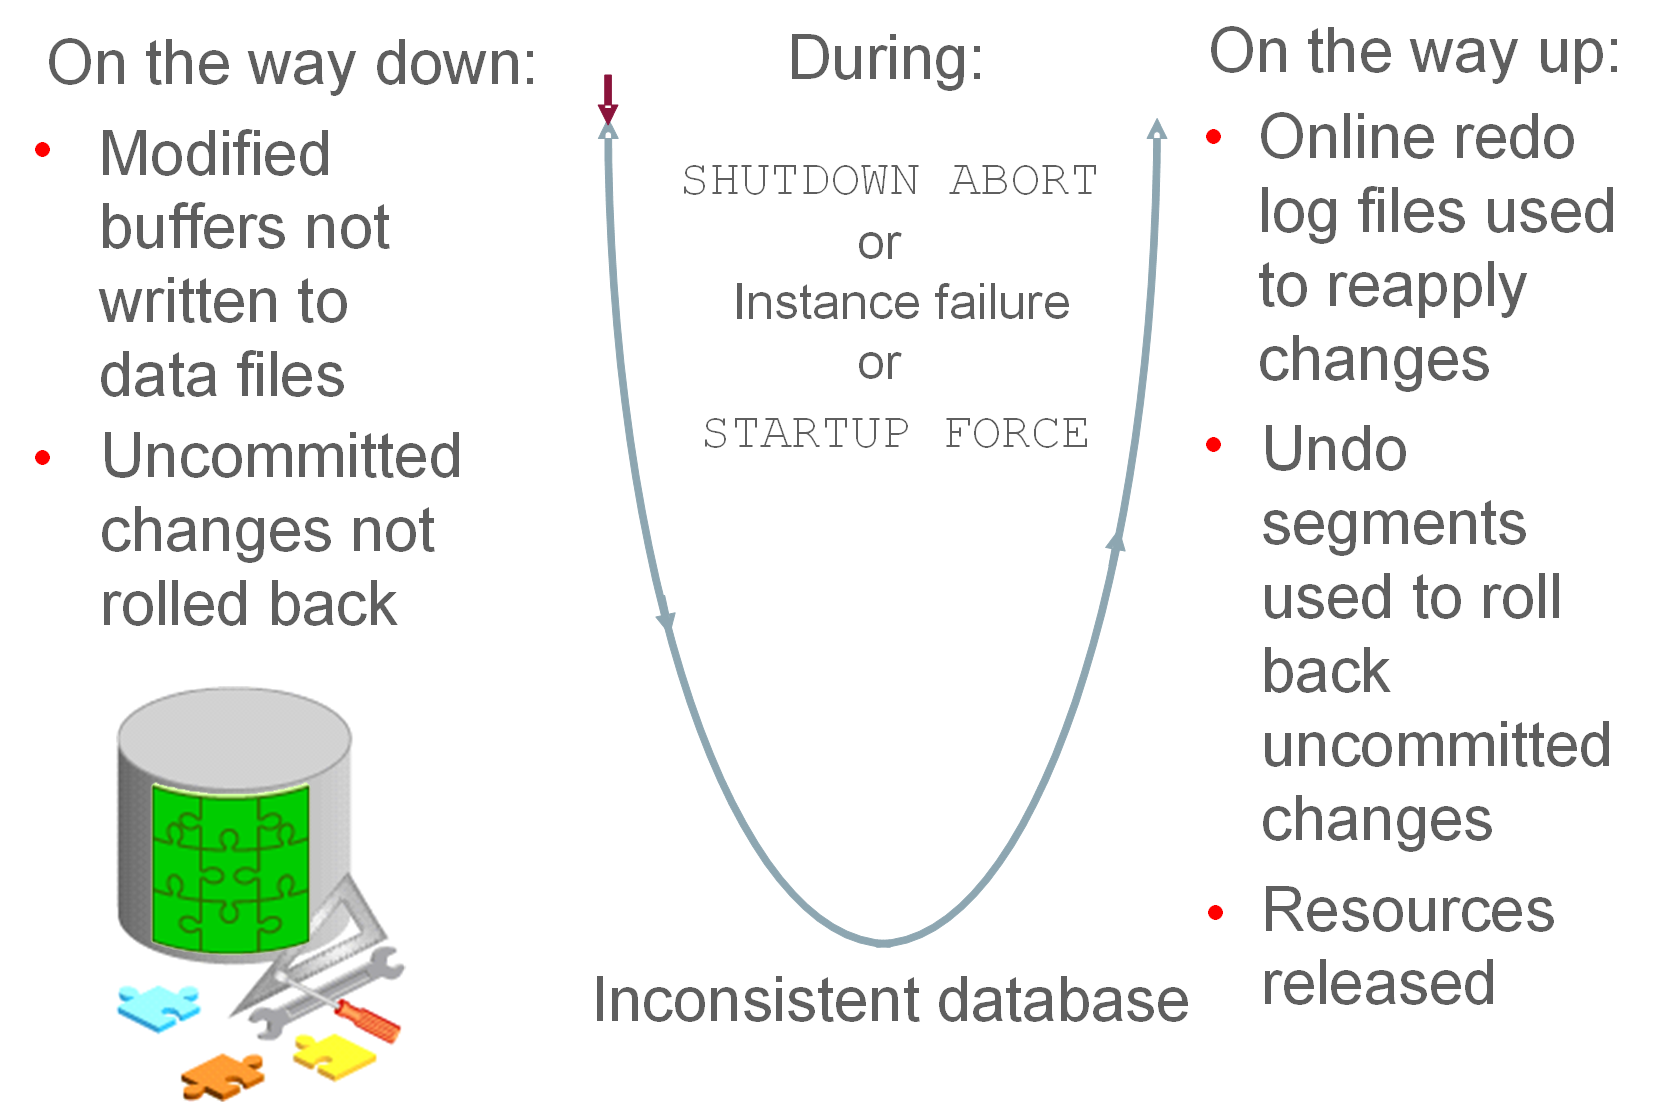 On the way down:
• Modified
buffers not
written to
data files
• Uncommitted
changes not
rolled back
During:
SHUTDOWN ABORT
or
Instance failure
or
STARTUP FORCE
Inconsistent database
On the way up:
• Online redo
log files used
to reapply
changes
• Undo
segments
used to roll
back
uncommitted
changes
• Resources
released